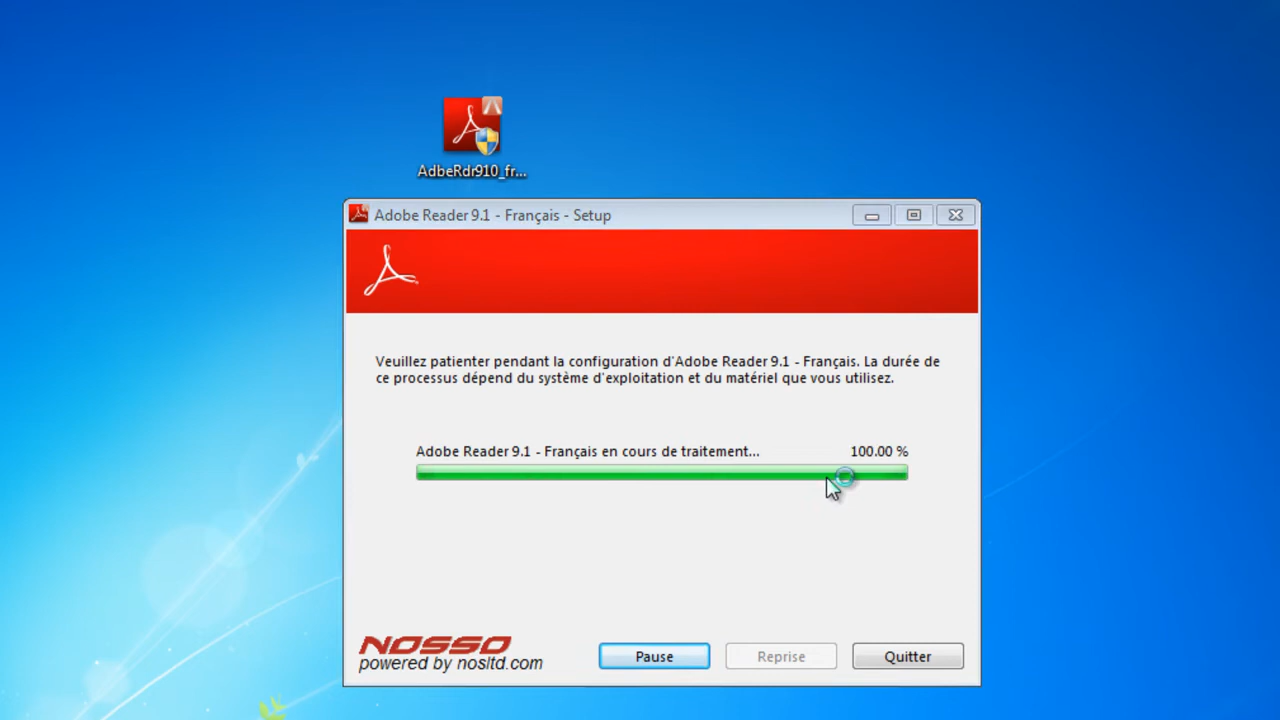 AdbeRdr910_fr...
Adobe Reader 9.1 - Français - Setup
Veuillez patienter pendant la configuration d'Adobe Reader 9.1 - Français. La durée de
ce processus dépend du système d'exploitation et du matériel que vous utilisez.
Adobe Reader 9.1 - Français en cours de traitement... 100.00 %
NOSSO
powered by nosltd.com
Pause Reprise Quitter